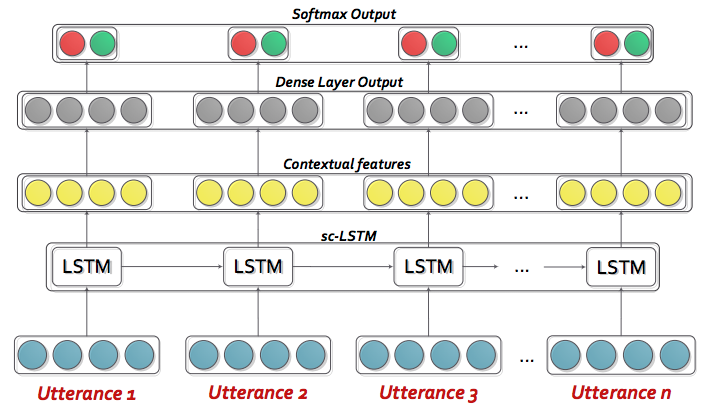 Softmax Output
...
Dense Layer Output
...
Contextual features
...
sc-LSTM
LSTM LSTM LSTM ... LSTM
...
Utterance 1 Utterance 2 Utterance 3 Utterance n